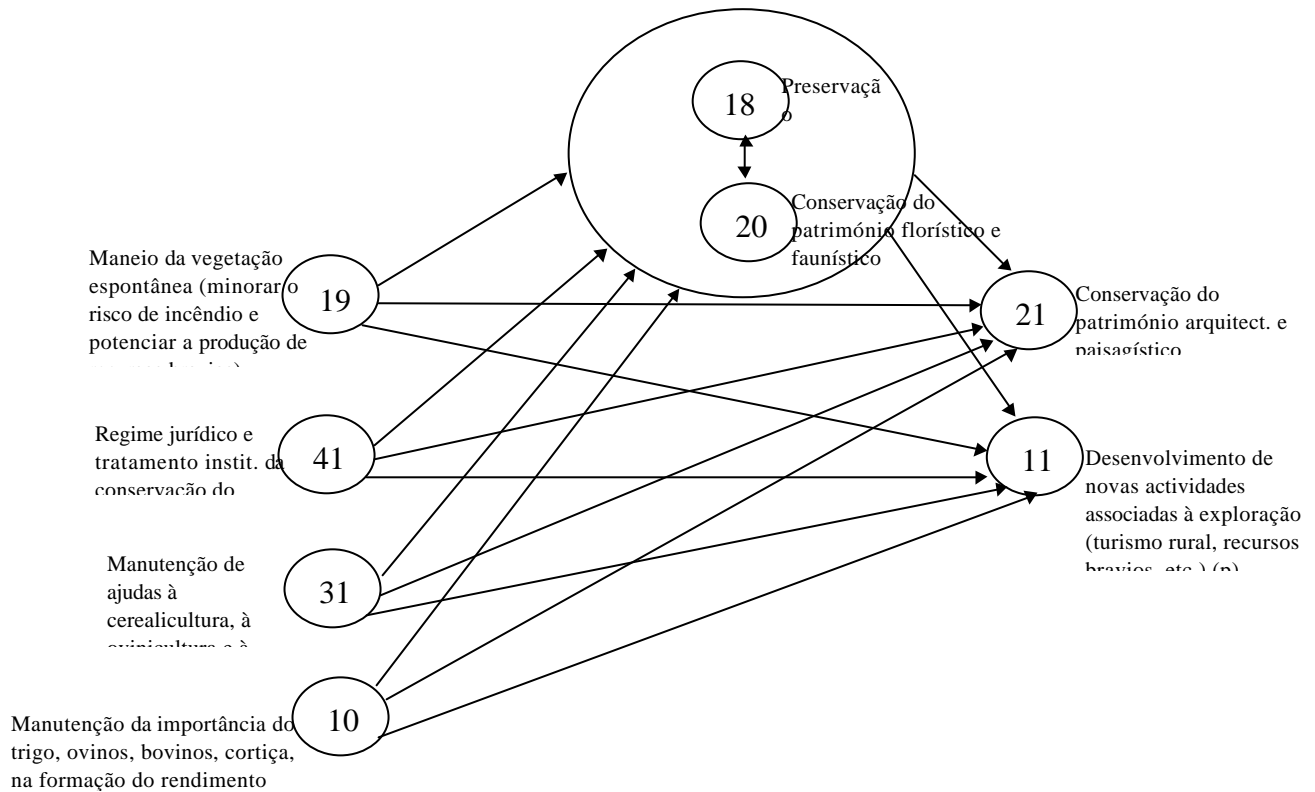 18
Preservaçã
o
20
Conservação do
património florístico e
faunístico
Maneio da vegetação
espontânea (minorar o
risco de incêndio e
potenciar a produção de
19
Conservação do
património arquitect. e
paisagístico
21
Regime jurídico e
tratamento instit. da
conservação do
41
11
Desenvolvimento de
novas actividades
associadas à exploração
(turismo rural, recursos
bravios, etc.) (p)
Manutenção de
ajudas à
cerealicultura, à
ovinicultura e à
31
10
Manutenção da importância do
trigo, ovinos, bovinos, cortiça,
na formação do rendimento